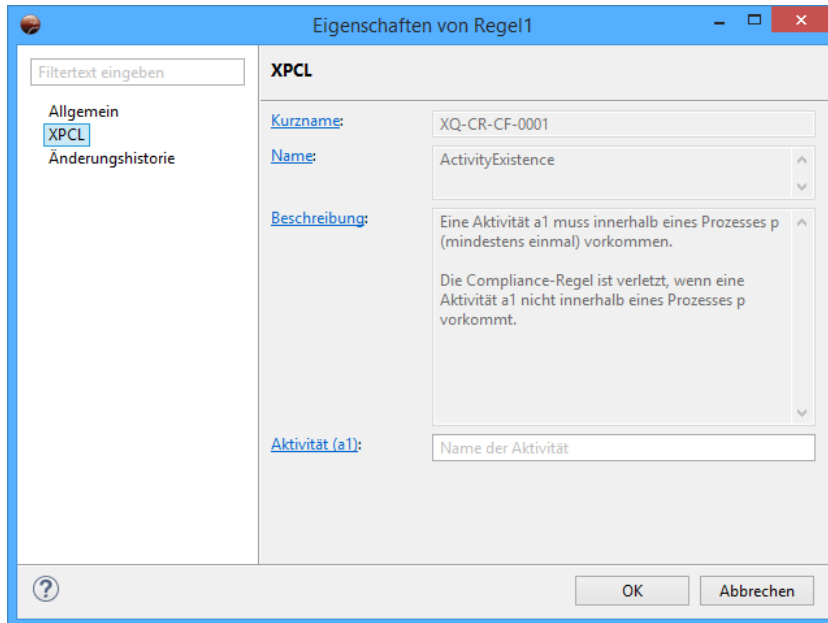 Eigenschaften von Regel1
Filtertext eingeben
Allgemein
XPCL
Änderungshistorie
XPCL
Kurzname:
XQ-CR-CF-0001
Name:
ActivityExistence
Beschreibung:
Eine Aktivität a1 muss innerhalb eines Prozesses p
(mindestens einmal) vorkommen.
Die Compliance-Regel ist verletzt, wenn eine
Aktivität a1 nicht innerhalb eines Prozesses p
vorkommt.
Aktivität (a1):
Name der Aktivität
?
OK
Abbrechen